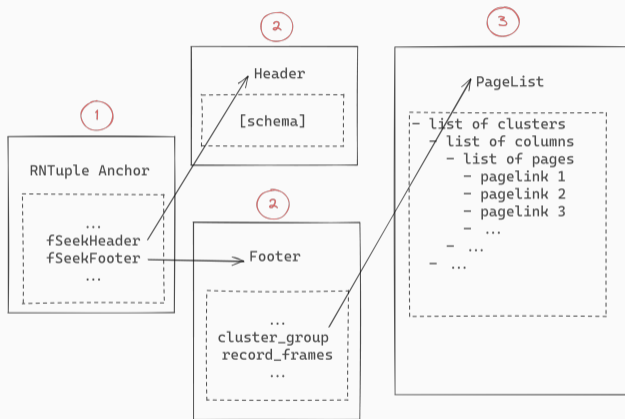 1
RNTuple Anchor
...
fSeekHeader
fSeekFooter
...
2
Header
[schema]
2
Footer
...
cluster_group
record_frames
...
3
PageList
- list of clusters
- list of columns
- list of pages
- pagelink 1
- pagelink 2
- pagelink 3
- ...
- ...
- ...